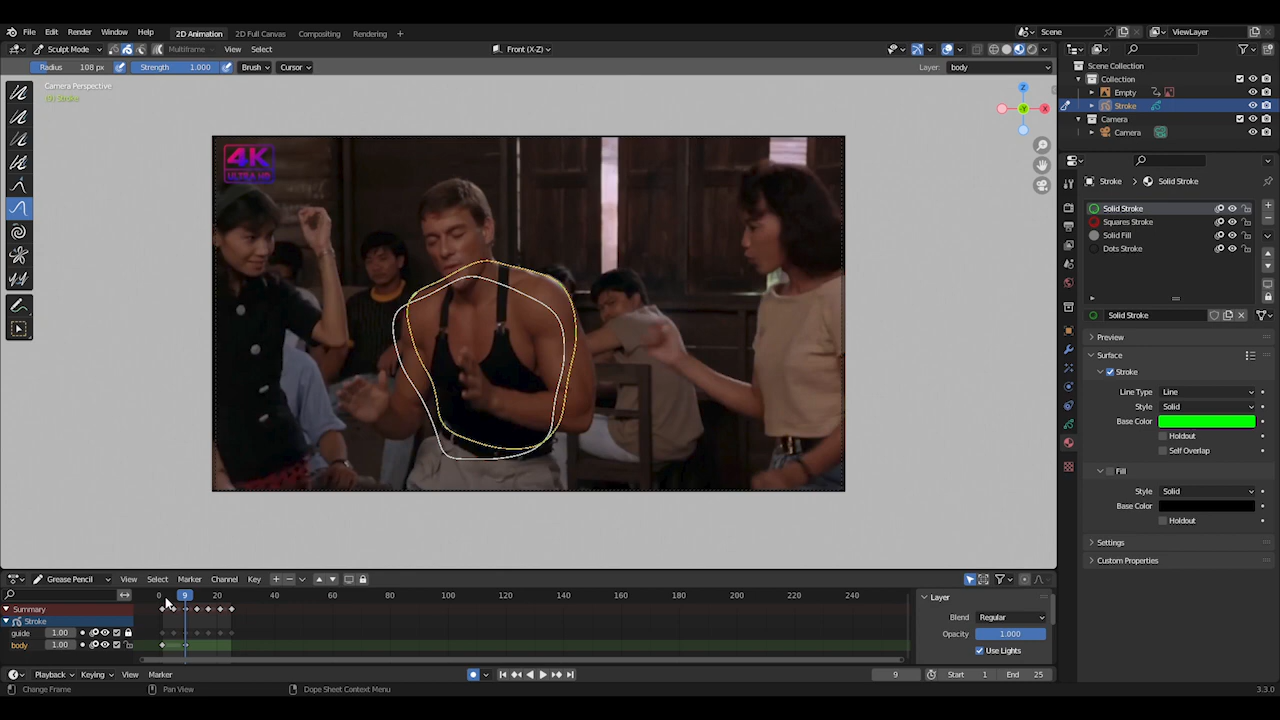 File Edit Render Window Help 2D Animation 2D Full Canvas Compositing Rendering + Scene ViewLayer
Sculpt Mode Multiframe View Select Front (X-Z)
Radius 108 px Strength 1.000 Brush Cursor Layer: body
Camera Perspective
(9) Stroke
Z
X
Y
4K
ULTRA HD
Scene Collection
Collection
Empty
Stroke
Camera
Camera
Stroke Solid Stroke
Solid Stroke
Squares Stroke
Solid Fill
Dots Stroke
Solid Stroke
Preview
Surface
Stroke
Line Type Line
Style Solid
Base Color
Holdout
Self Overlap
Fill
Style Solid
Base Color
Holdout
Settings
Custom Properties
Grease Pencil View Select Marker Channel Key
0 9 20 40 60 80 100 120 140 160 180 200 220 240
Summary
Stroke
guide 1.00
body 1.00
Layer
Blend Regular
Opacity 1.000
Use Lights
Playback Keying View Marker 9 Start 1 End 25
Change Frame Pan View Dope Sheet Context Menu 3.3.0